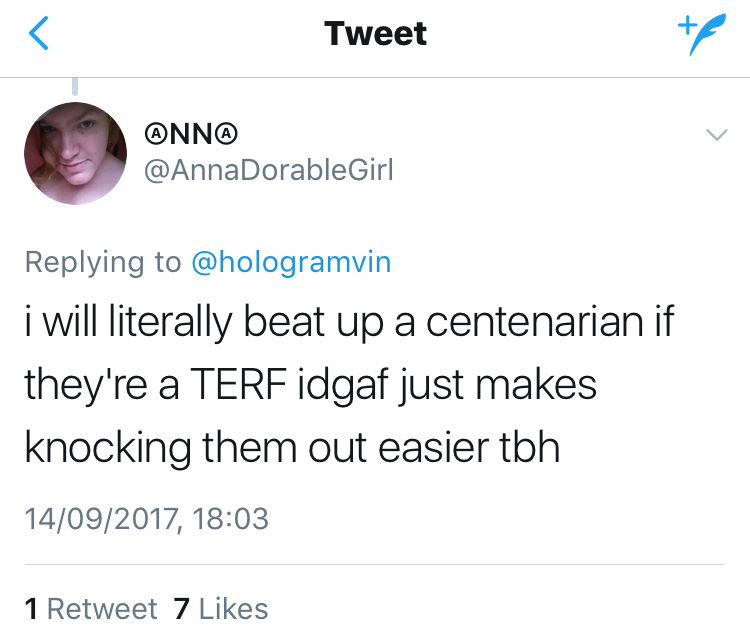 Tweet
ⒶNNⒶ
@AnnaDorableGirl
Replying to @hologramvin
i will literally beat up a centenarian if
they're a TERF idgaf just makes
knocking them out easier tbh
14/09/2017, 18:03
1 Retweet 7 Likes